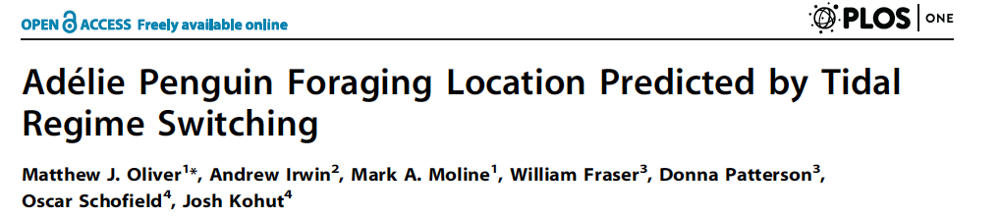 OPEN ACCESS Freely available online
PLOS ONE
Adélie Penguin Foraging Location Predicted by Tidal
Regime Switching
Matthew J. Oliver1*, Andrew Irwin2, Mark A. Moline1, William Fraser3, Donna Patterson3,
Oscar Schofield4, Josh Kohut4